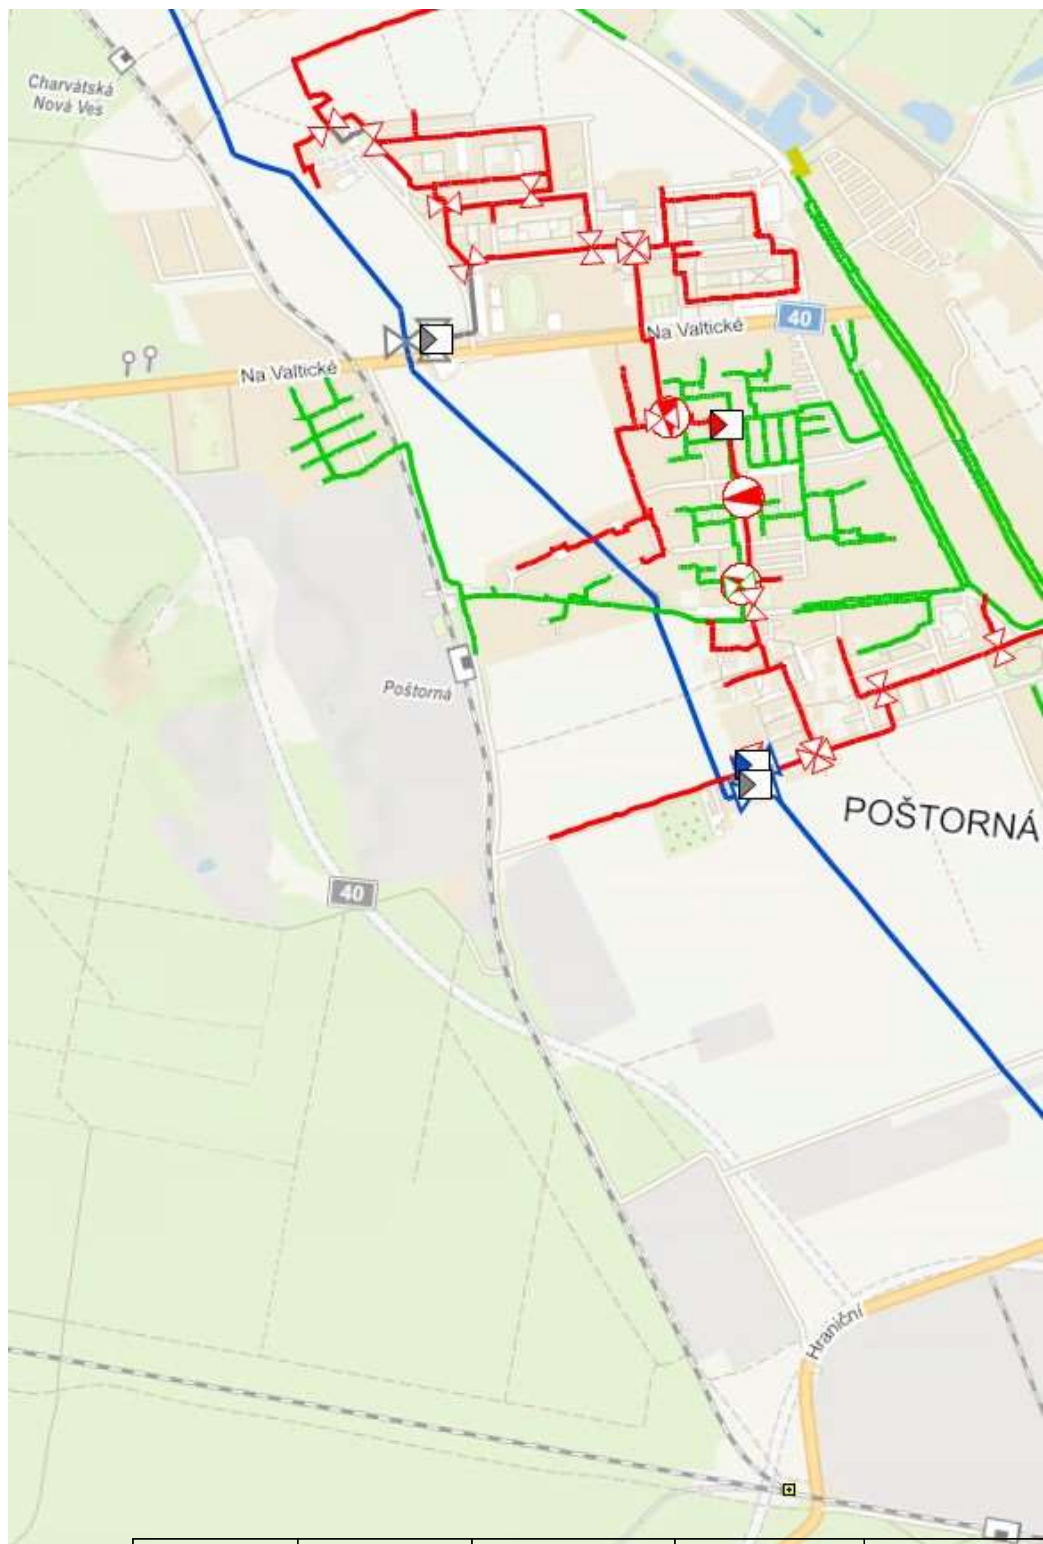 Charvátská
Nová Ves
40
Na Valtické
Na Valtické
Poštorná
POŠTORNÁ
40
Hraniční